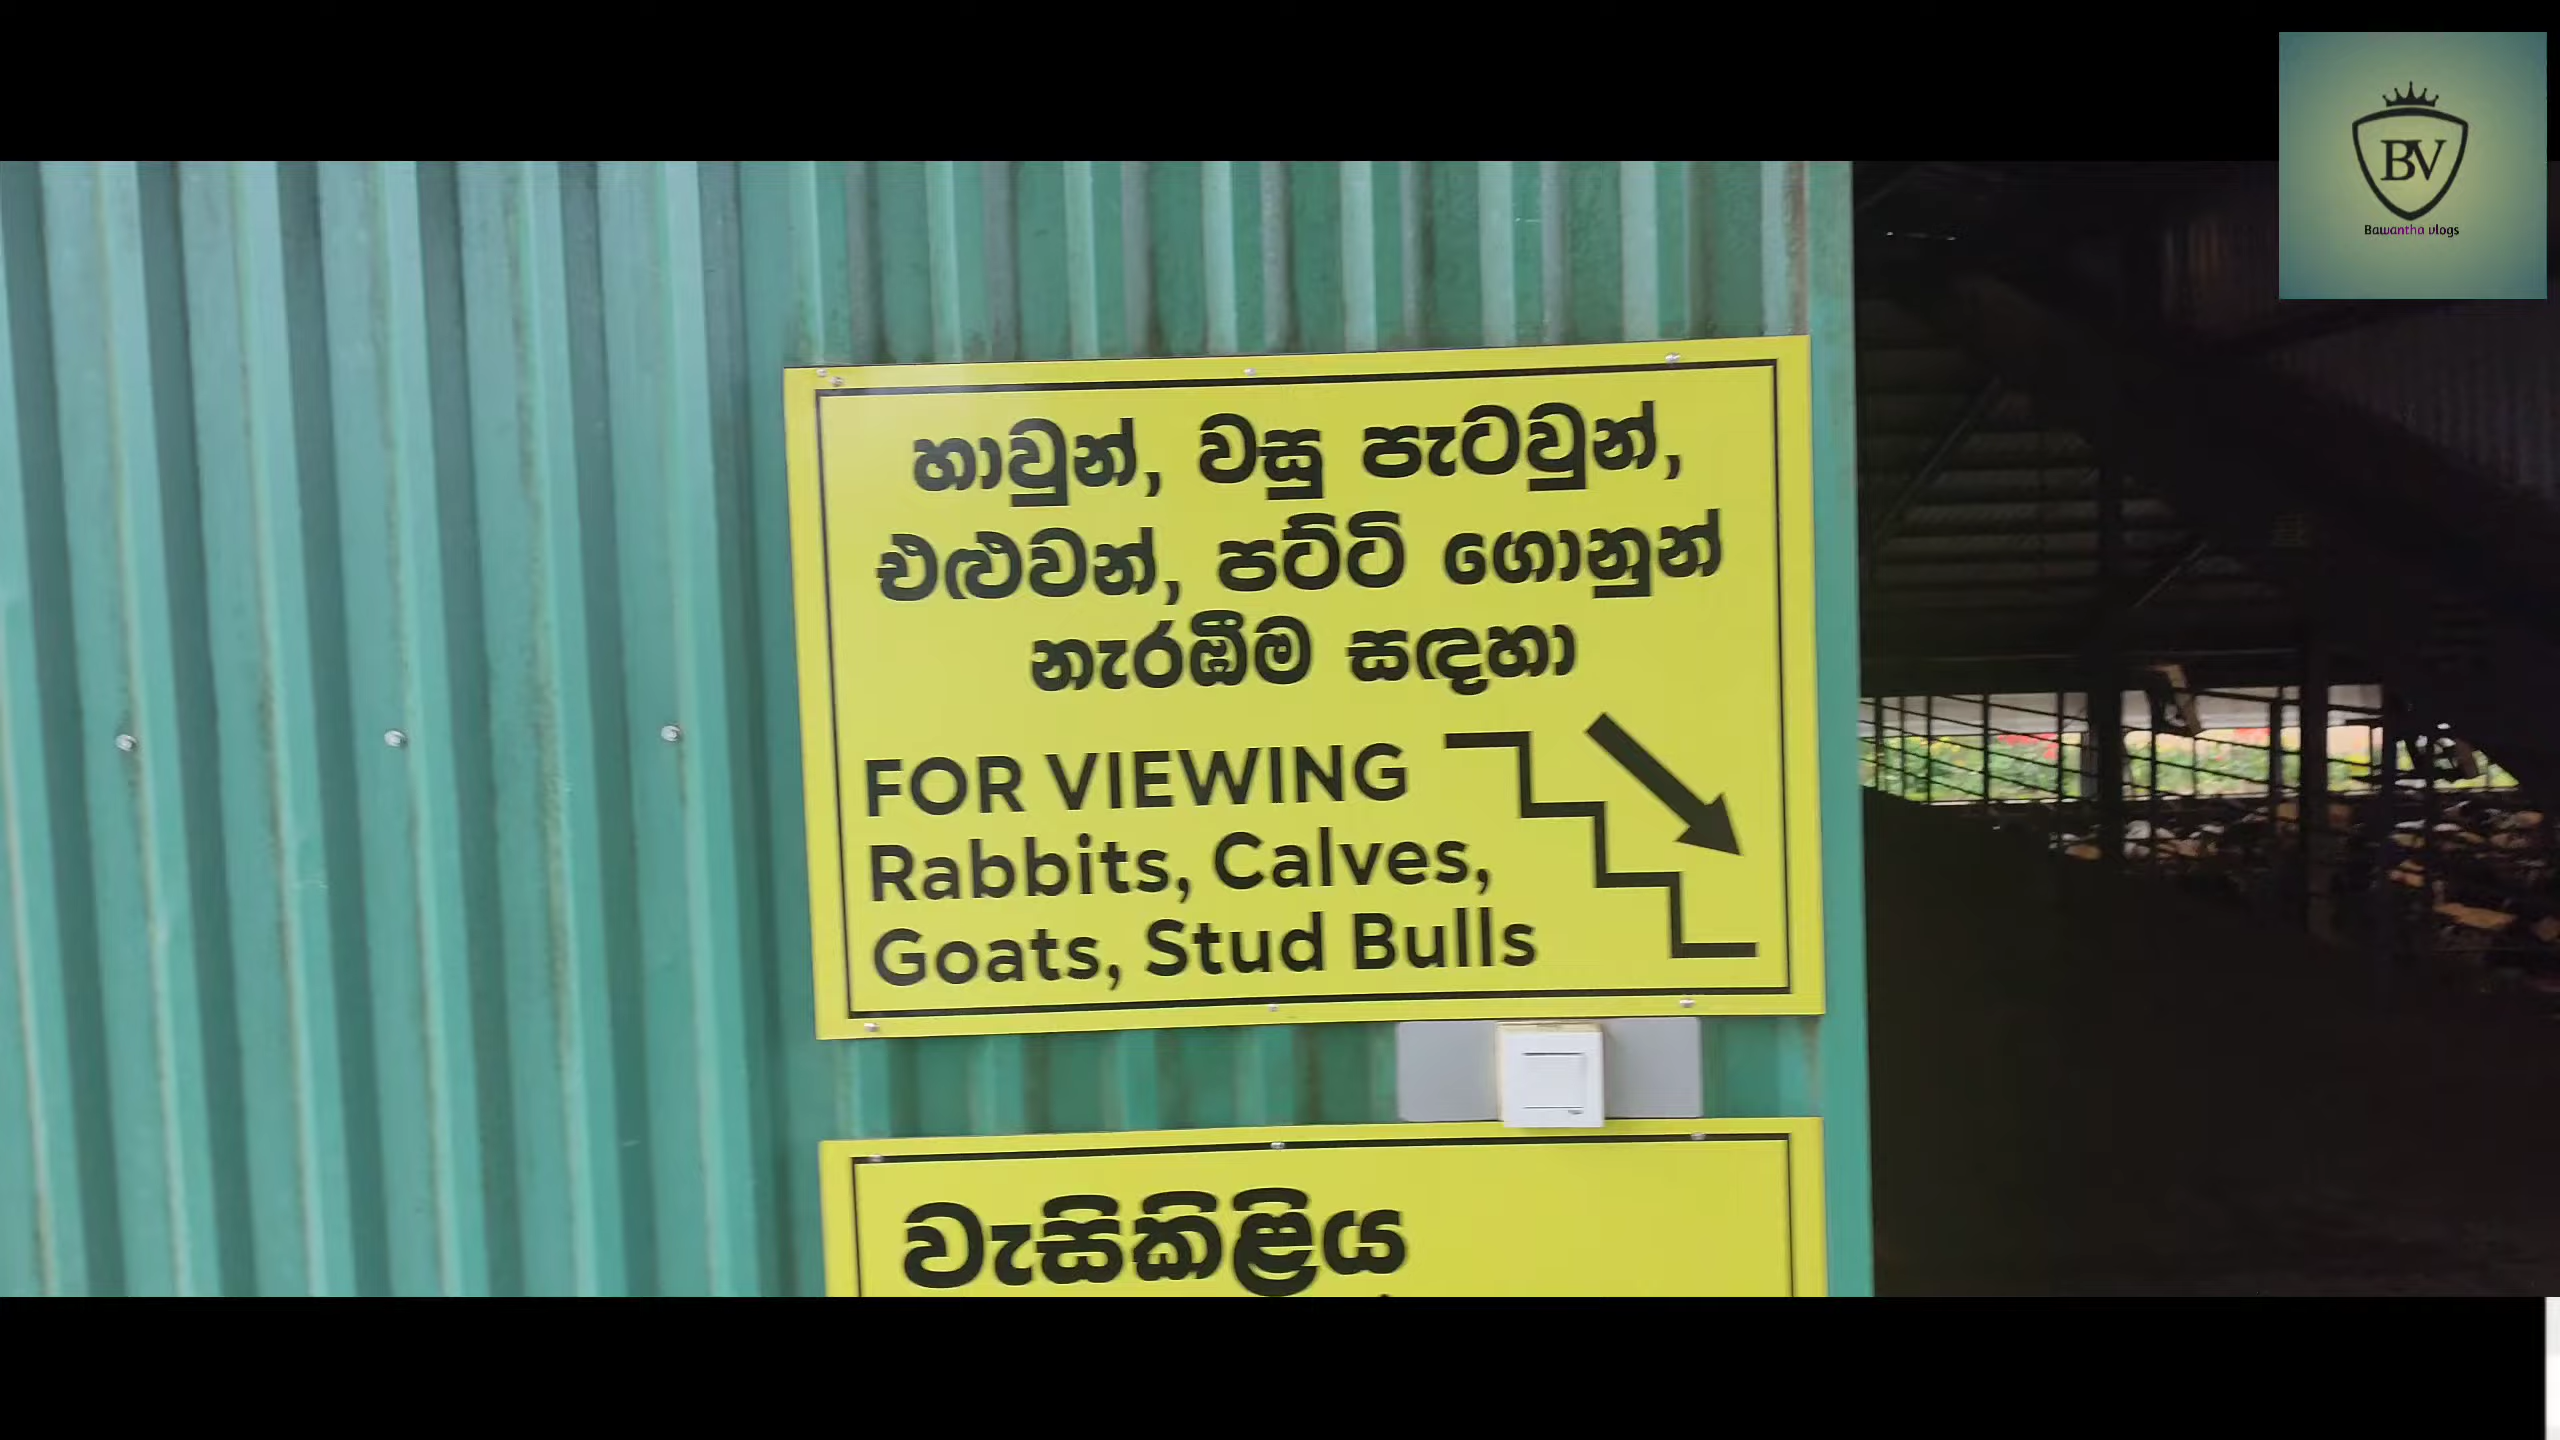 BV
Bawantha vlogs
හාවුන්, වසු පැටවුන්,
එළුවන්, පට්ටි ගොනුන්
නැරඹීම සඳහා
FOR VIEWING
Rabbits, Calves,
Goats, Stud Bulls
වැසිකිළිය